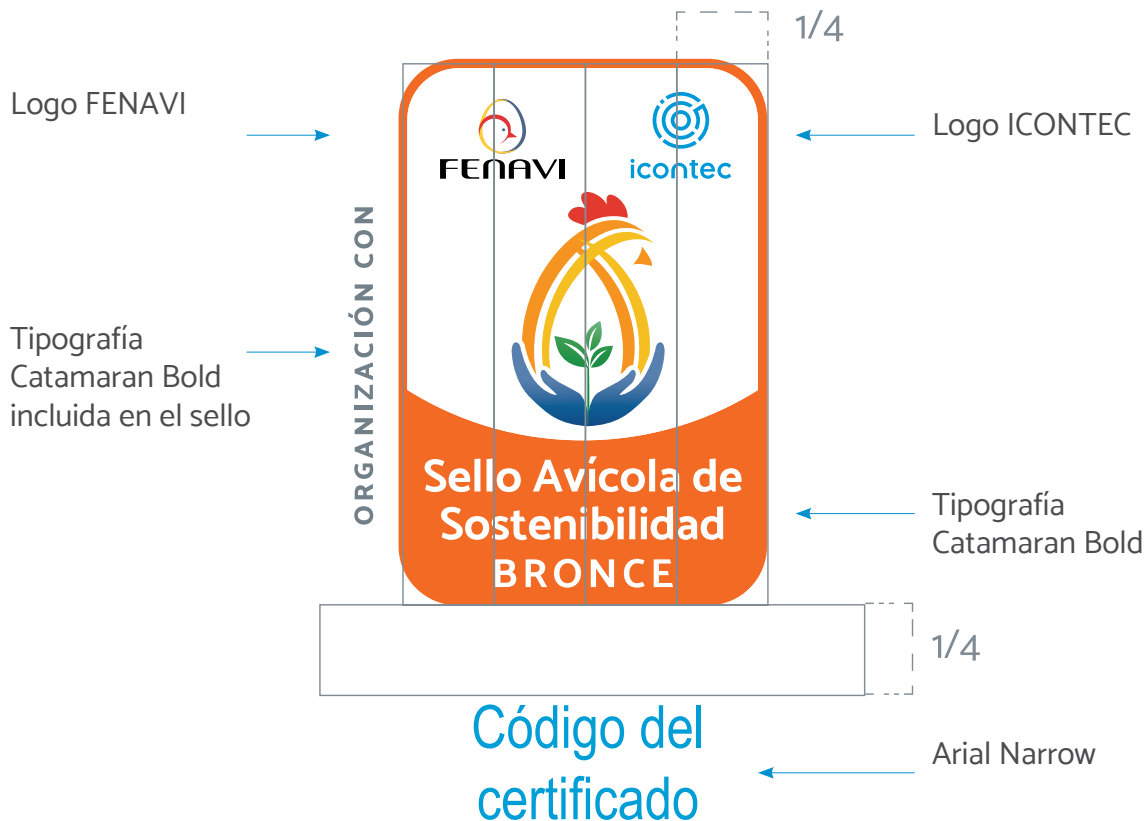 1/4
Logo FENAVI
Logo ICONTEC
FENAVI
icontec
ORGANIZACIÓN CON
Tipografía
Catamaran Bold
incluida en el sello
Sello Avícola de
Sostenibilidad
BRONCE
Tipografía
Catamaran Bold
1/4
Código del
certificado
Arial Narrow